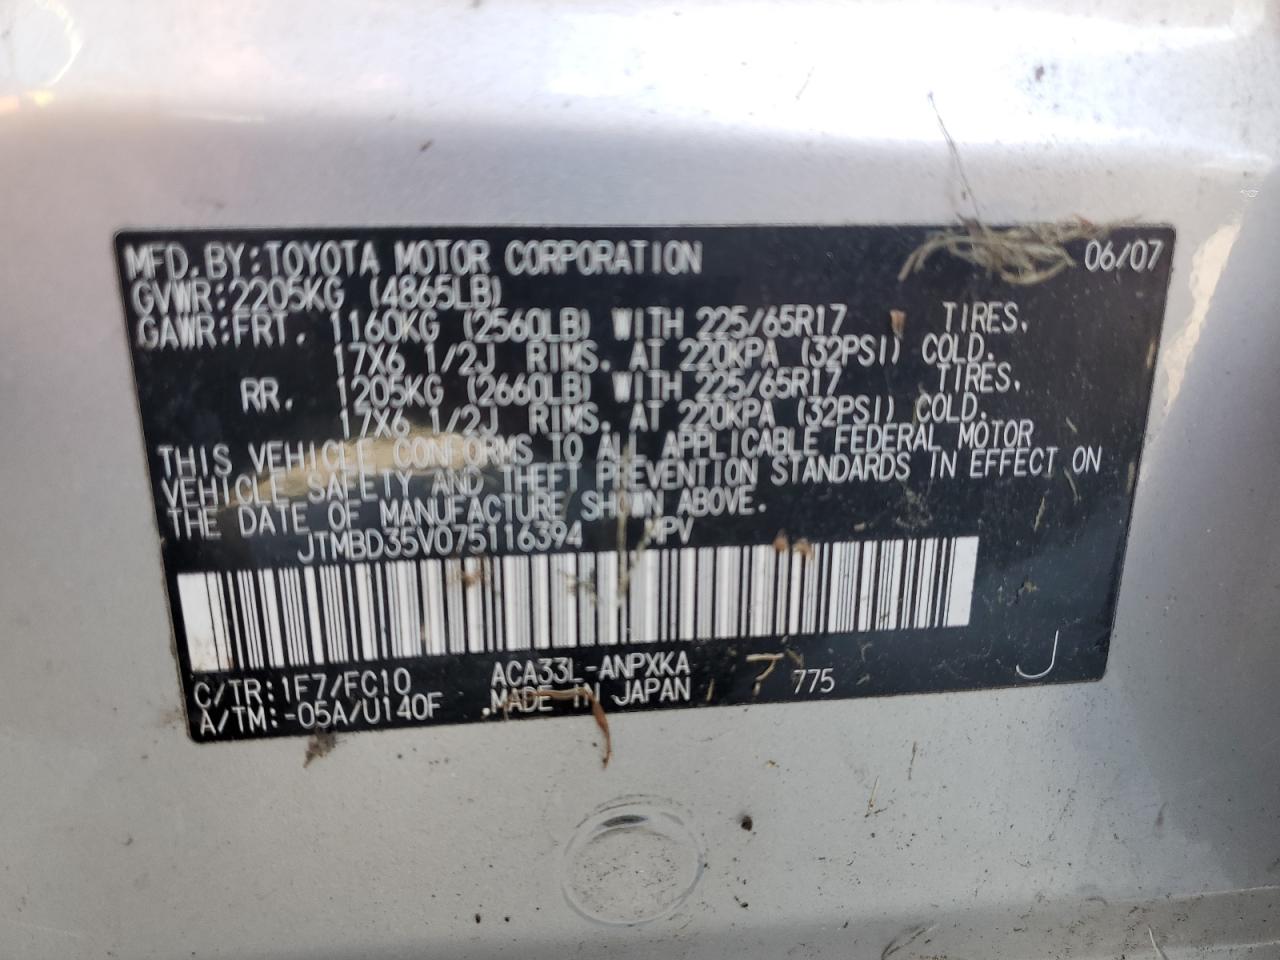 MFD. BY: TOYOTA MOTOR CORPORATION 06/07
GVWR: 2205KG (4865LB)
GAWR: FRT. 1160KG (2560LB) WITH 225/65R17 TIRES.
17X6 1/2J RIMS. AT 220KPA (32PSI) COLD.
RR. 1205KG (2660LB) WITH 225/65R17 TIRES.
17X6 1/2J RIMS. AT 220KPA (32PSI) COLD.
THIS VEHICLE CONFORMS TO ALL APPLICABLE FEDERAL MOTOR
VEHICLE SAFETY AND THEFT PREVENTION STANDARDS IN EFFECT ON
THE DATE OF MANUFACTURE SHOWN ABOVE.
JTMBD35V075116394 MPV
C/TR: 1F7/FC10 ACA33L-ANPXKA 775 J
A/TM: -05A/U140F MADE IN JAPAN